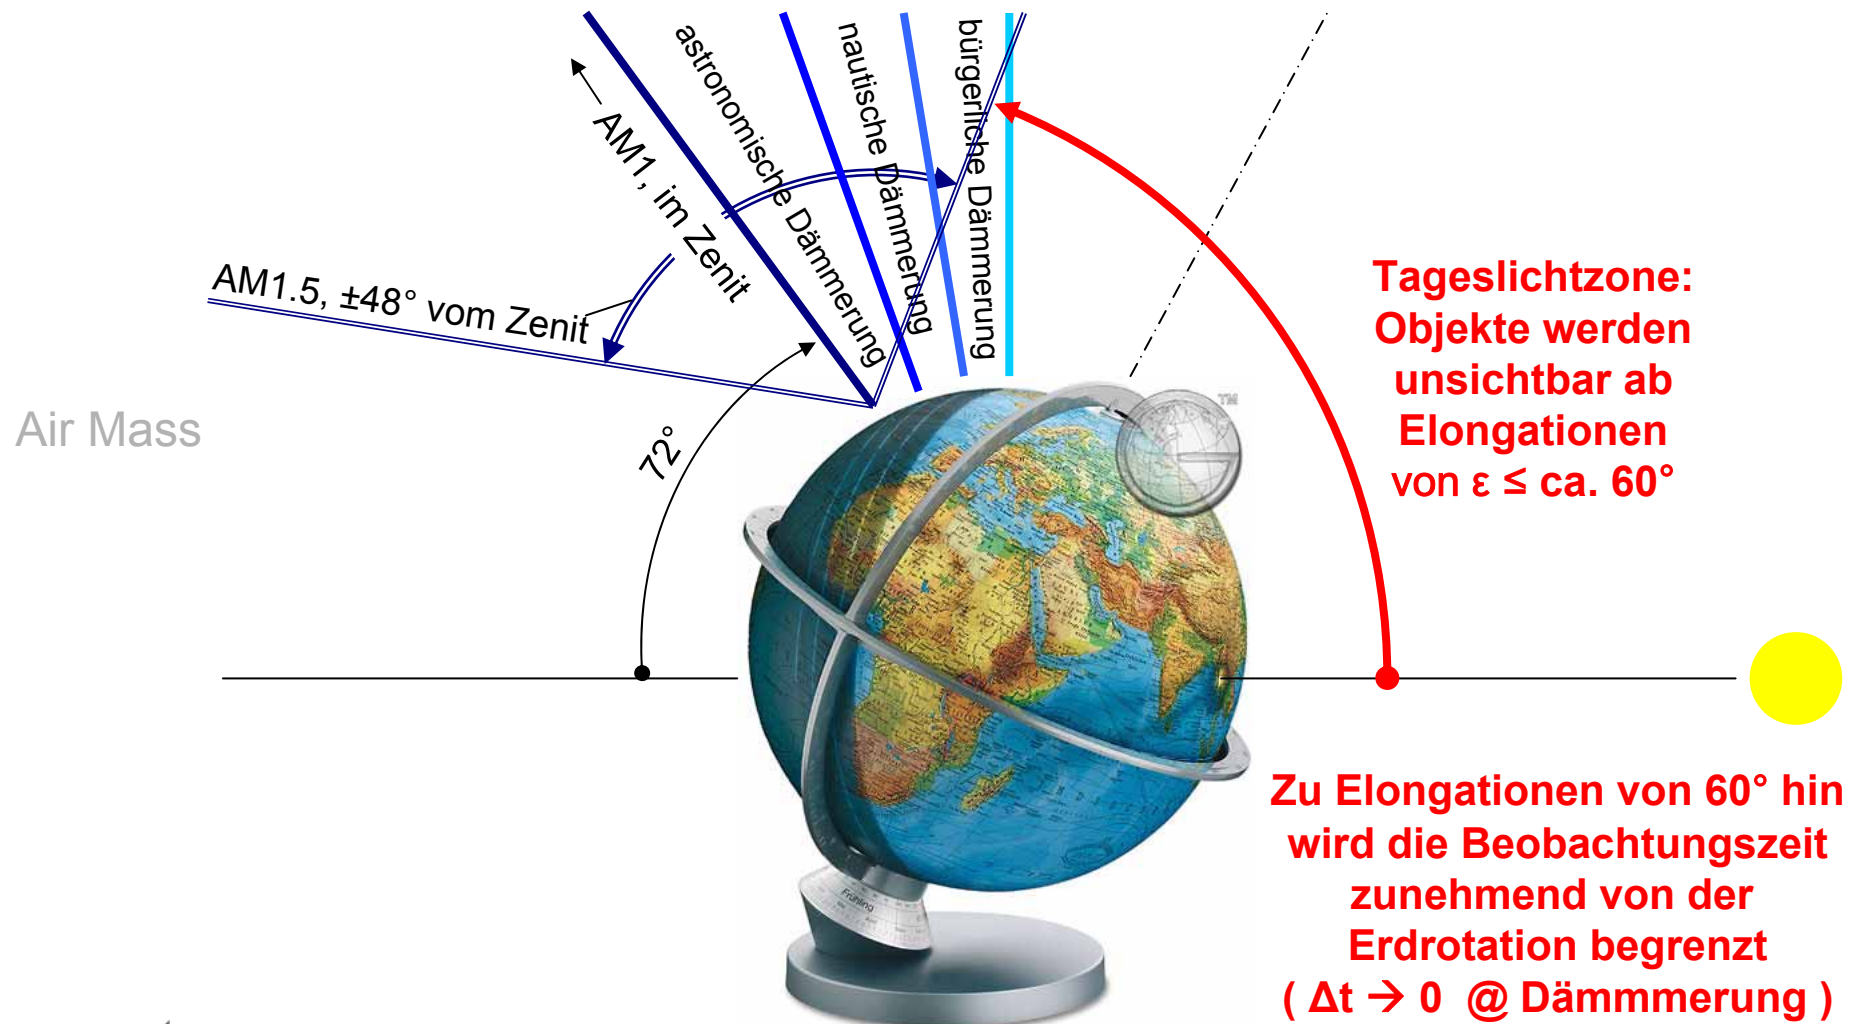 astronomische Dämmerung
nautische Dämmerung
bürgerliche Dämmerung
AM1, im Zenit
AM1.5, ±48° vom Zenit
Air Mass
72°
Tageslichtzone:
Objekte werden
unsichtbar ab
Elongationen
von ε ≤ ca. 60°
TM
Zu Elongationen von 60° hin
wird die Beobachtungszeit
zunehmend von der
Erdrotation begrenzt
( Δt → 0 @ Dämmmerung )
Frühling